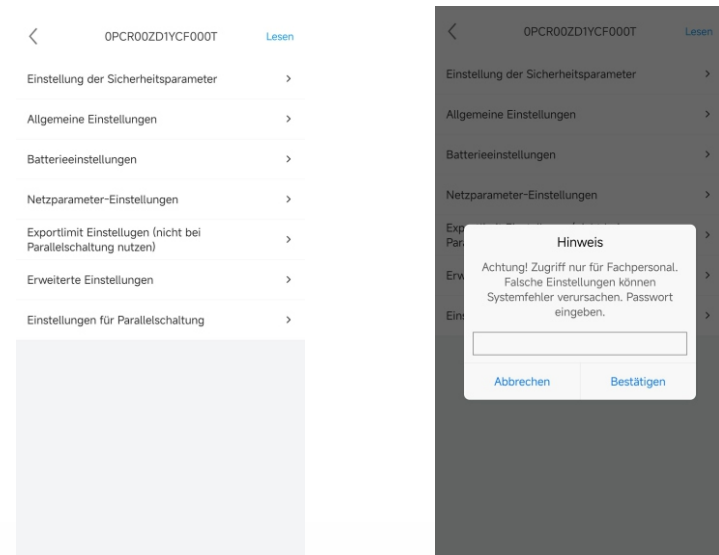 0PCR00ZD1YCF000T Lesen
Einstellung der Sicherheitsparameter
Allgemeine Einstellungen
Batterieeinstellungen
Netzparameter-Einstellungen
Exportlimit Einstellugen (nicht bei
Parallelschaltung nutzen)
Erweiterte Einstellungen
Einstellungen für Parallelschaltung
0PCR00ZD1YCF000T Lesen
Einstellung der Sicherheitsparameter
Allgemeine Einstellungen
Batterieeinstellungen
Netzparameter-Einstellungen
Hinweis
Achtung! Zugriff nur für Fachpersonal.
Falsche Einstellungen können
Systemfehler verursachen. Passwort
eingeben.
Abbrechen Bestätigen